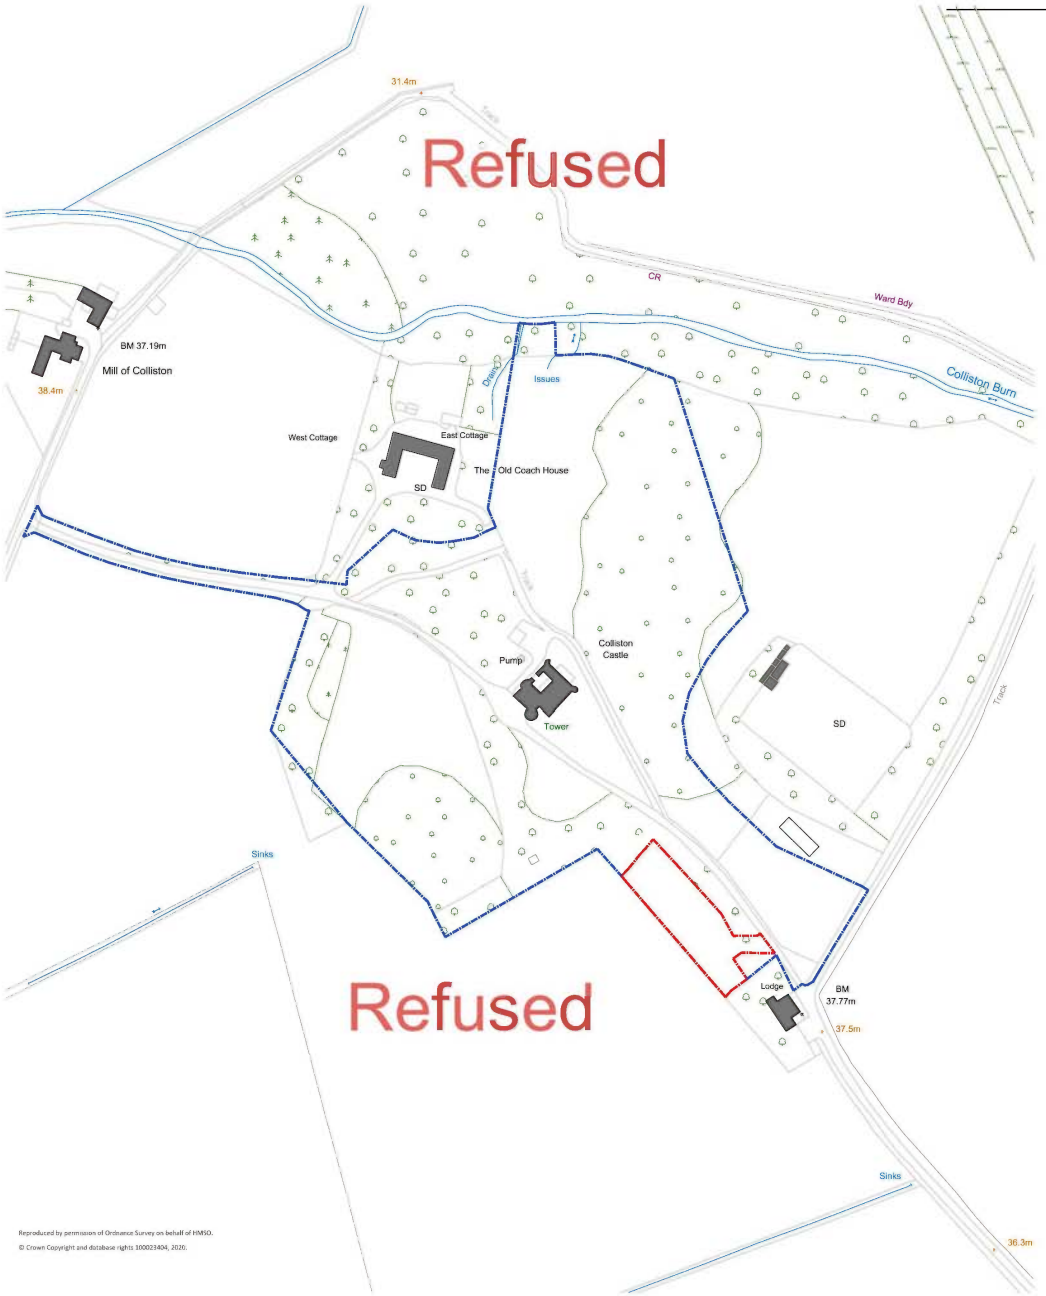 31.4m
Track
Refused
CR
Ward Bdy
BM 37.19m
Mill of Colliston
38.4m
Colliston Burn
Drain
Issues
West Cottage
East Cottage
The Old Coach House
SD
Track
Colliston
Castle
Pump
Tower
Track
SD
Sinks
Refused
Lodge
BM
37.77m
37.5m
Sinks
36.3m
Reproduced by permission of Ordnance Survey on behalf of HMSO.
© Crown Copyright and database rights 100023404, 2020.